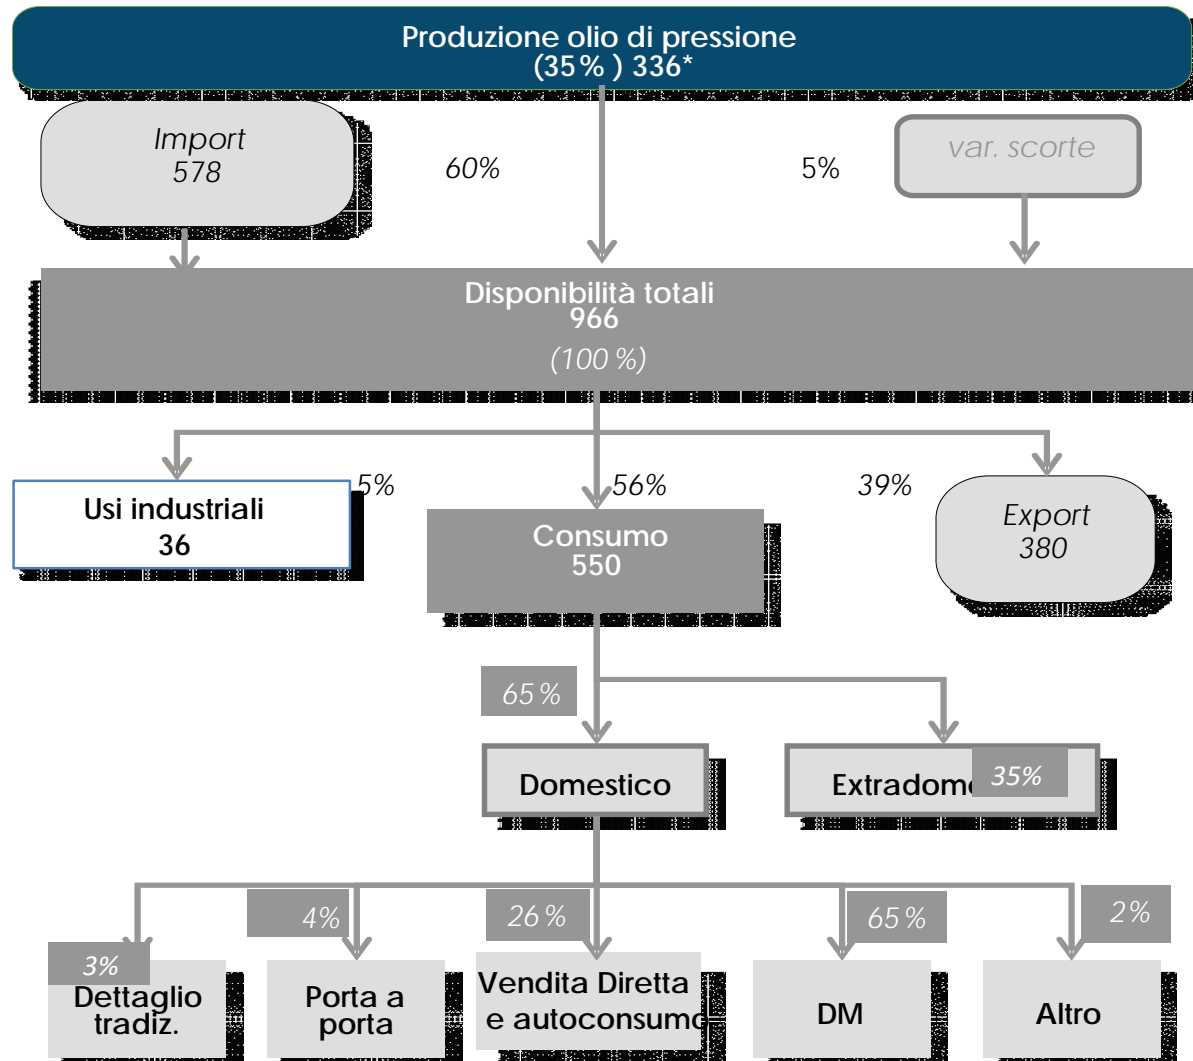 Produzione olio di pressione
(35% ) 336*
Import
578
60%
5%
var. scorte
Disponibilità totali
966
(100 %)
Usi industriali
36
5%
56%
39%
Consumo
550
Export
380
65 %
Domestico
Extradome
35%
3%
4%
26 %
65 %
2%
Dettaglio
tradiz.
Porta a
porta
Vendita Diretta
e autoconsumo
DM
Altro